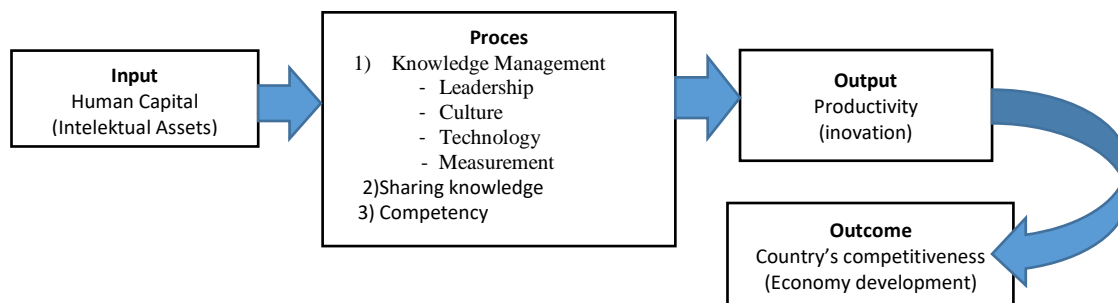 Input
Human Capital
(Intelektual Assets)
Proces
1) Knowledge Management
- Leadership
- Culture
- Technology
- Measurement
2)Sharing knowledge
3) Competency
Output
Productivity
(inovation)
Outcome
Country’s competitiveness
(Economy development)